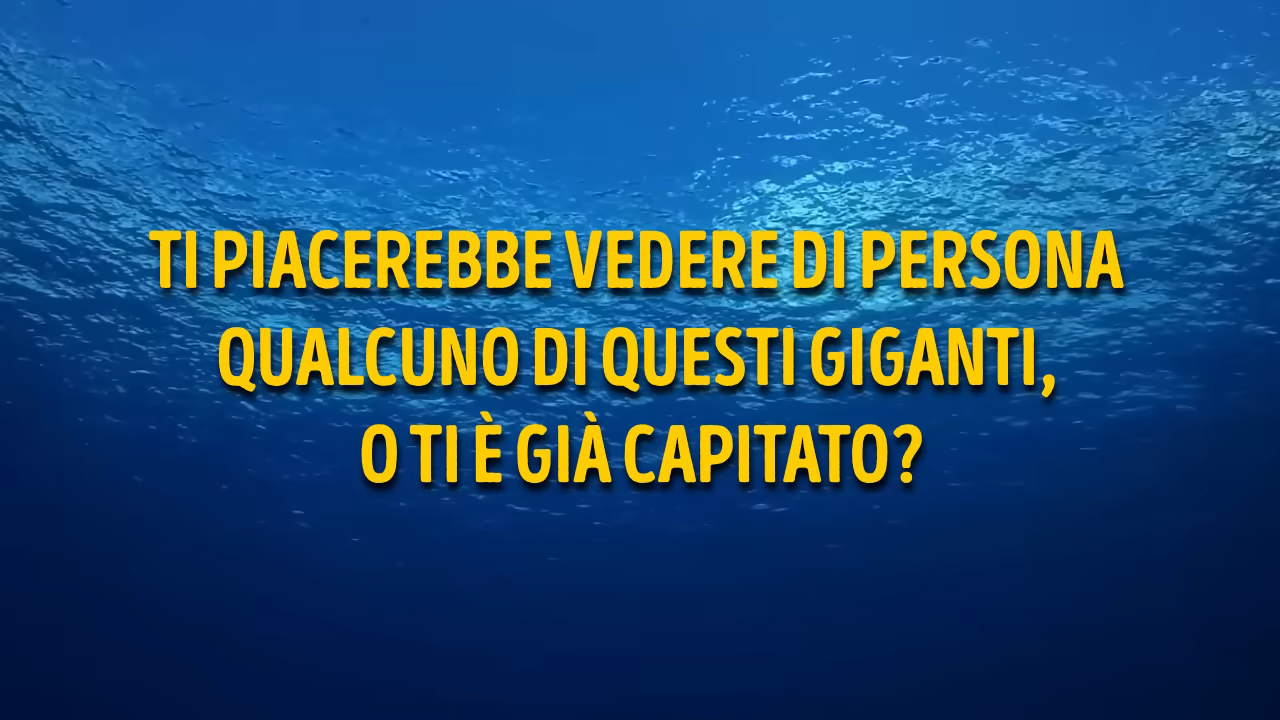 TI PIACEREBBE VEDERE DI PERSONA
QUALCUNO DI QUESTI GIGANTI,
O TI È GIÀ CAPITATO?